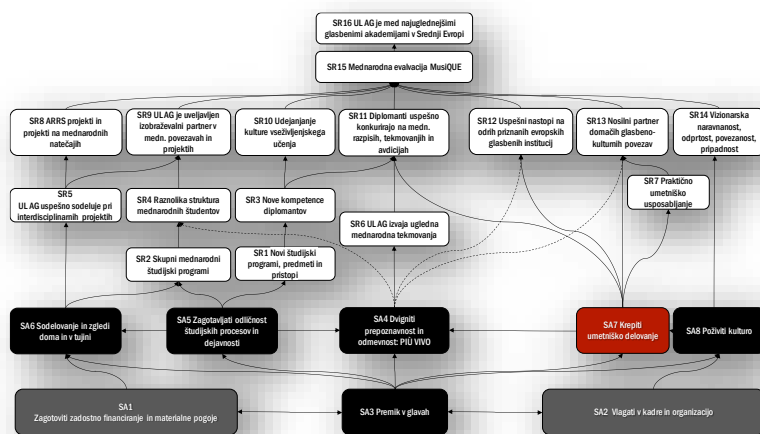 SR16 UL AG je med najuglednejšimi
glasbenimi akademijami v Srednji Evropi
SR15 Mednarodna evalvacija MusiQUE
SR8 ARRS projekti in
projekti na mednarodnih
natečajih
SR9 UL AG je uveljavljen
izobraževalni partner v
medn. povezavah in
projektih
SR10 Udejanjanje
kulture vseživljenjskega
učenja
SR11 Diplomanti uspešno
konkurirajo na medn.
razpisih, tekmovanjih in
avdicijah
SR12 Uspešni nastopi na
odrih priznanih evropskih
glasbenih institucij
SR13 Nosilni partner
domačih glasbeno-
kulturnih povezav
SR14 Vizionarska
naravnanost,
odprtost, povezanost,
pripadnost
SR5
UL AG uspešno sodeluje pri
interdisciplinarnih projektih
SR4 Raznolika struktura
mednarodnih študentov
SR3 Nove kompetence
diplomantov
SR7 Praktično
umetniško
usposabljanje
SR6 UL AG izvaja ugledna
mednarodna tekmovanja
SR2 Skupni mednarodni
študijski programi
SR1 Novi študijski
programi, predmeti in
pristopi
SA6 Sodelovanje in zgledi
doma in v tujini
SA5 Zagotavljati odličnost
študijskih procesov in
dejavnosti
SA4 Dvigniti
prepoznavnost in
odmevnost: PIÙ VIVO
SA7 Krepiti
umetniško delovanje
SA8 Poživiti kulturo
SA1
Zagotoviti zadostno financiranje in materialne pogoje
SA3 Premik v glavah
SA2 Vlagati v kadre in organizacijo